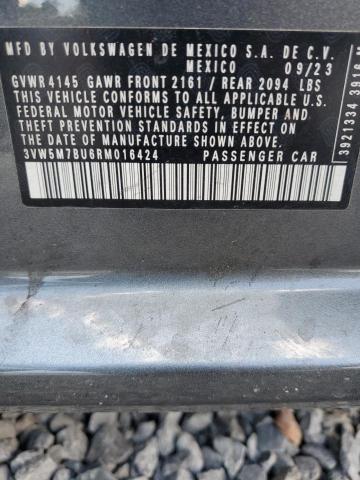 MFD BY VOLKSWAGEN DE MEXICO S.A. DE C.V.
MEXICO 09/23
GVWR 4145 GAWR FRONT 2161 / REAR 2094 LBS
THIS VEHICLE CONFORMS TO ALL APPLICABLE
FEDERAL MOTOR VEHICLE SAFETY, BUMPER AND
THEFT PREVENTION STANDARDS IN EFFECT ON
THE DATE OF MANUFACTURE SHOWN ABOVE.
3VW5M7BU6RM016424 PASSENGER CAR